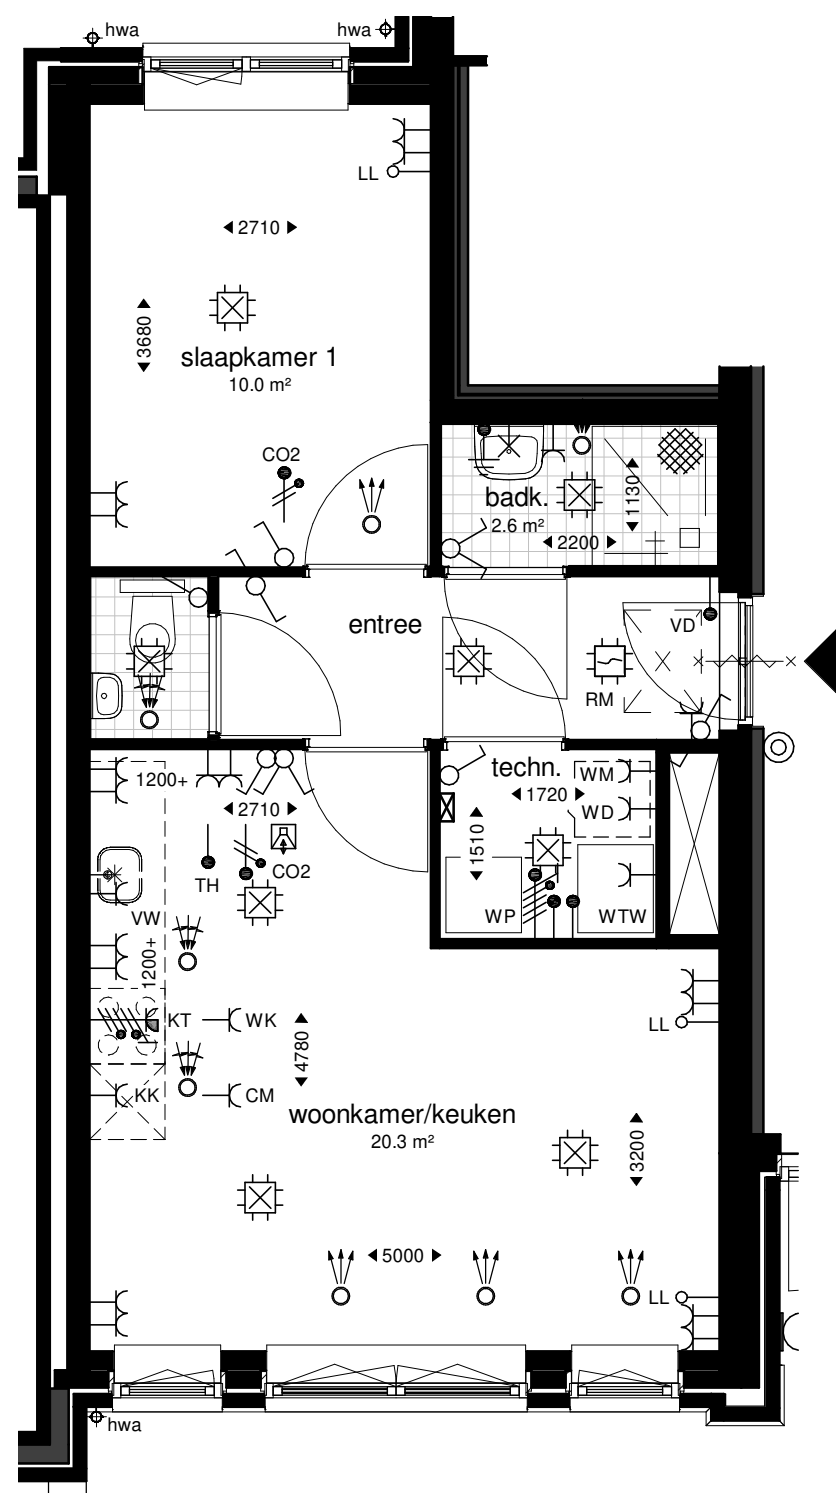 hwa
hwa
LL
2710
3680
slaapkamer 1
10.0 m²
CO2
badk.
2.6 m²
1130
2200
entree
VD
RM
1200+
2710
TH
CO2
techn.
1720
WM
WD
1510
WP
WTW
VW
1200+
KT
WK
KK
CM
4780
LL
woonkamer/keuken
20.3 m²
3200
5000
LL
hwa